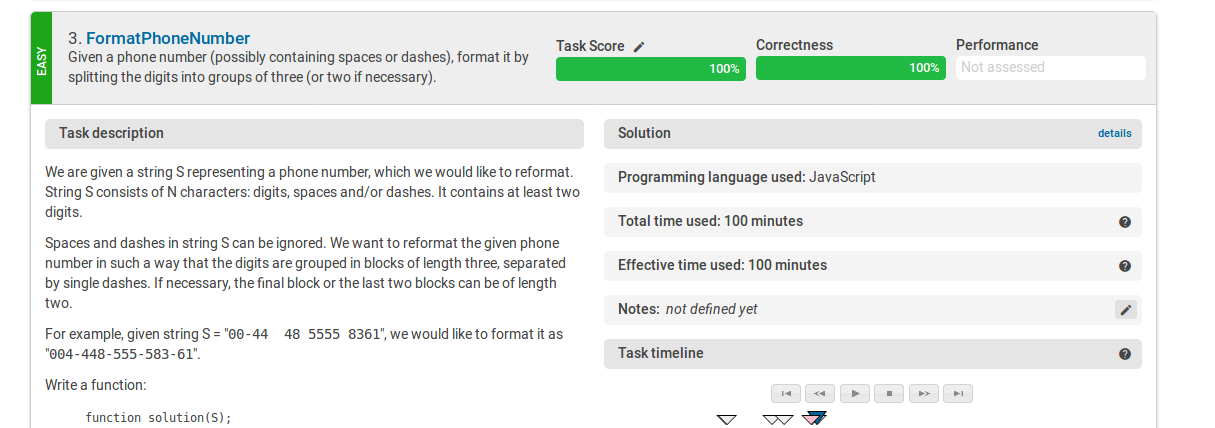 EASY
3. FormatPhoneNumber
Given a phone number (possibly containing spaces or dashes), format it by
splitting the digits into groups of three (or two if necessary).
Task Score
100%
Correctness
100%
Performance
Not assessed
Task description
We are given a string S representing a phone number, which we would like to reformat.
String S consists of N characters: digits, spaces and/or dashes. It contains at least two
digits.
Spaces and dashes in string S can be ignored. We want to reformat the given phone
number in such a way that the digits are grouped in blocks of length three, separated
by single dashes. If necessary, the final block or the last two blocks can be of length
two.
For example, given string S = "00-44  48 5555 8361", we would like to format it as
"004-448-555-583-61".
Write a function:
function solution(S);
Solution
details
Programming language used: JavaScript
Total time used: 100 minutes
?
Effective time used: 100 minutes
?
Notes: not defined yet
Task timeline
?